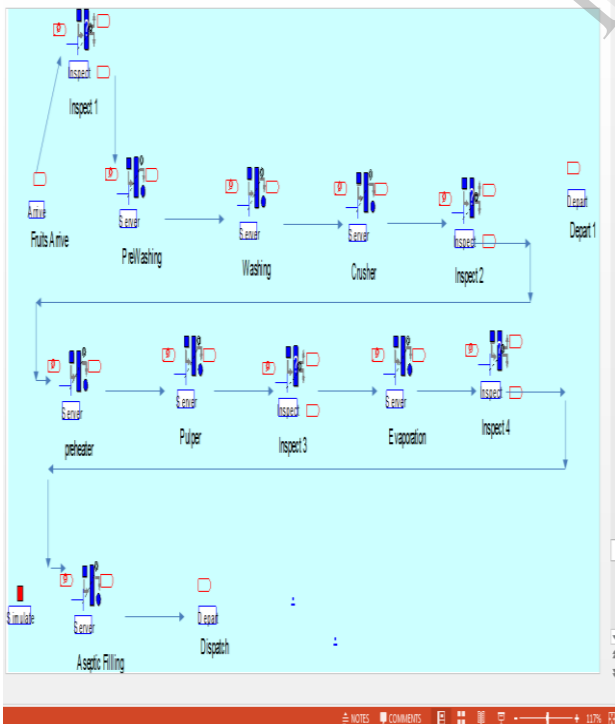 Inspect
Inspect 1
Arrive
Fruits Arrive
Server
PreWashing
Server
Washing
Server
Crusher
Inspect
Inspect 2
Depart
Depart 1
Server
preheater
Server
Pulper
Inspect
Inspect 3
Server
Evaporation
Inspect
Inspect 4
Simulate
Server
Aseptic Filling
Depart
Dispatch
NOTES COMMENTS 117%